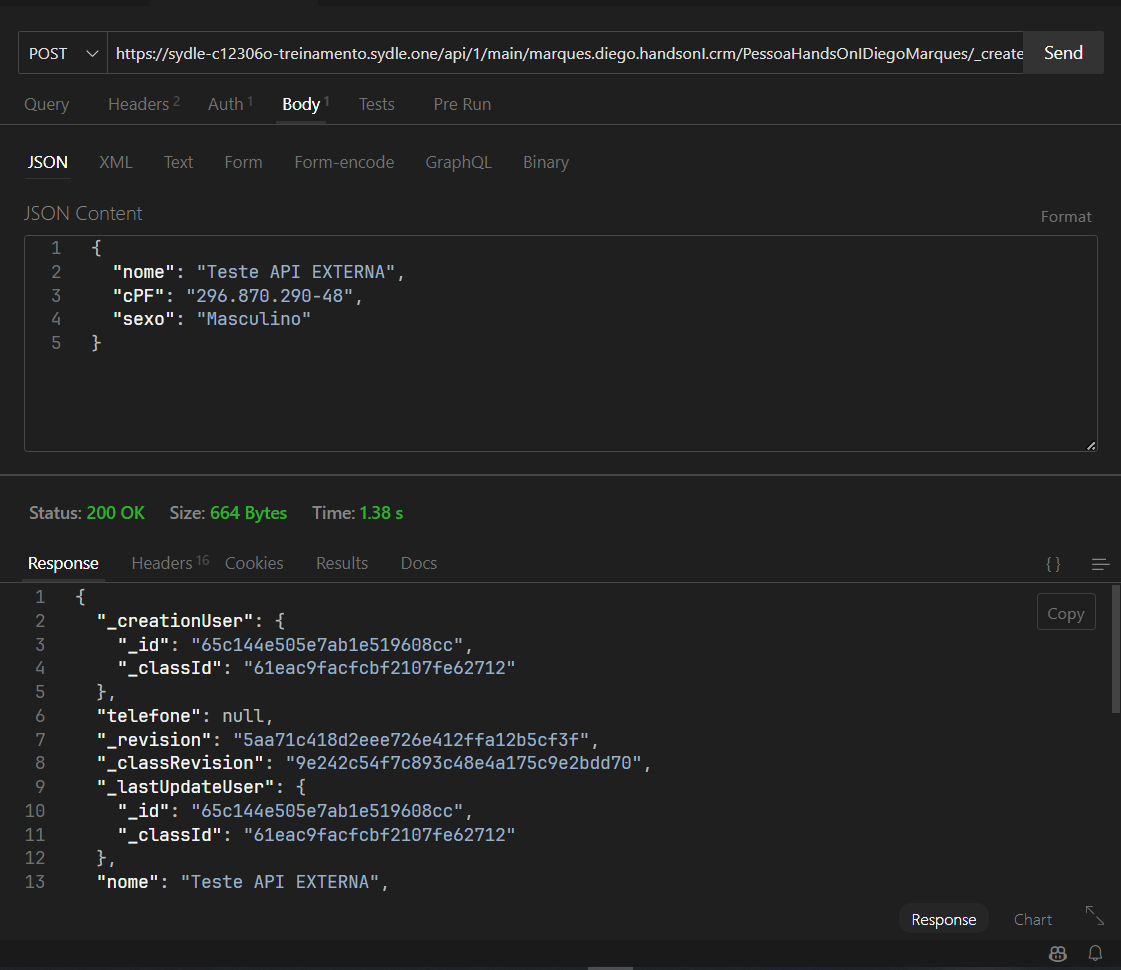 POST https://sydle-c12306o-treinamento.sydle.one/api/1/main/marques.diego.handsonI.crm/PessoaHandsOnIDiegoMarques/_create Send
Query Headers 2 Auth 1 Body 1 Tests Pre Run
JSON XML Text Form Form-encode GraphQL Binary
JSON Content Format
1 {
2 "nome": "Teste API EXTERNA",
3 "cPF": "296.870.290-48",
4 "sexo": "Masculino"
5 }
Status: 200 OK Size: 664 Bytes Time: 1.38 s
Response Headers 16 Cookies Results Docs { }
1 {
Copy
2 "_creationUser": {
3 "_id": "65c144e505e7ab1e519608cc",
4 "_classId": "61eac9facfcbf2107fe62712"
5 },
6 "telefone": null,
7 "_revision": "5aa71c418d2eee726e412ffa12b5cf3f",
8 "_classRevision": "9e242c54f7c893c48e4a175c9e2bdd70",
9 "_lastUpdateUser": {
10 "_id": "65c144e505e7ab1e519608cc",
11 "_classId": "61eac9facfcbf2107fe62712"
12 },
13 "nome": "Teste API EXTERNA",
Response Chart